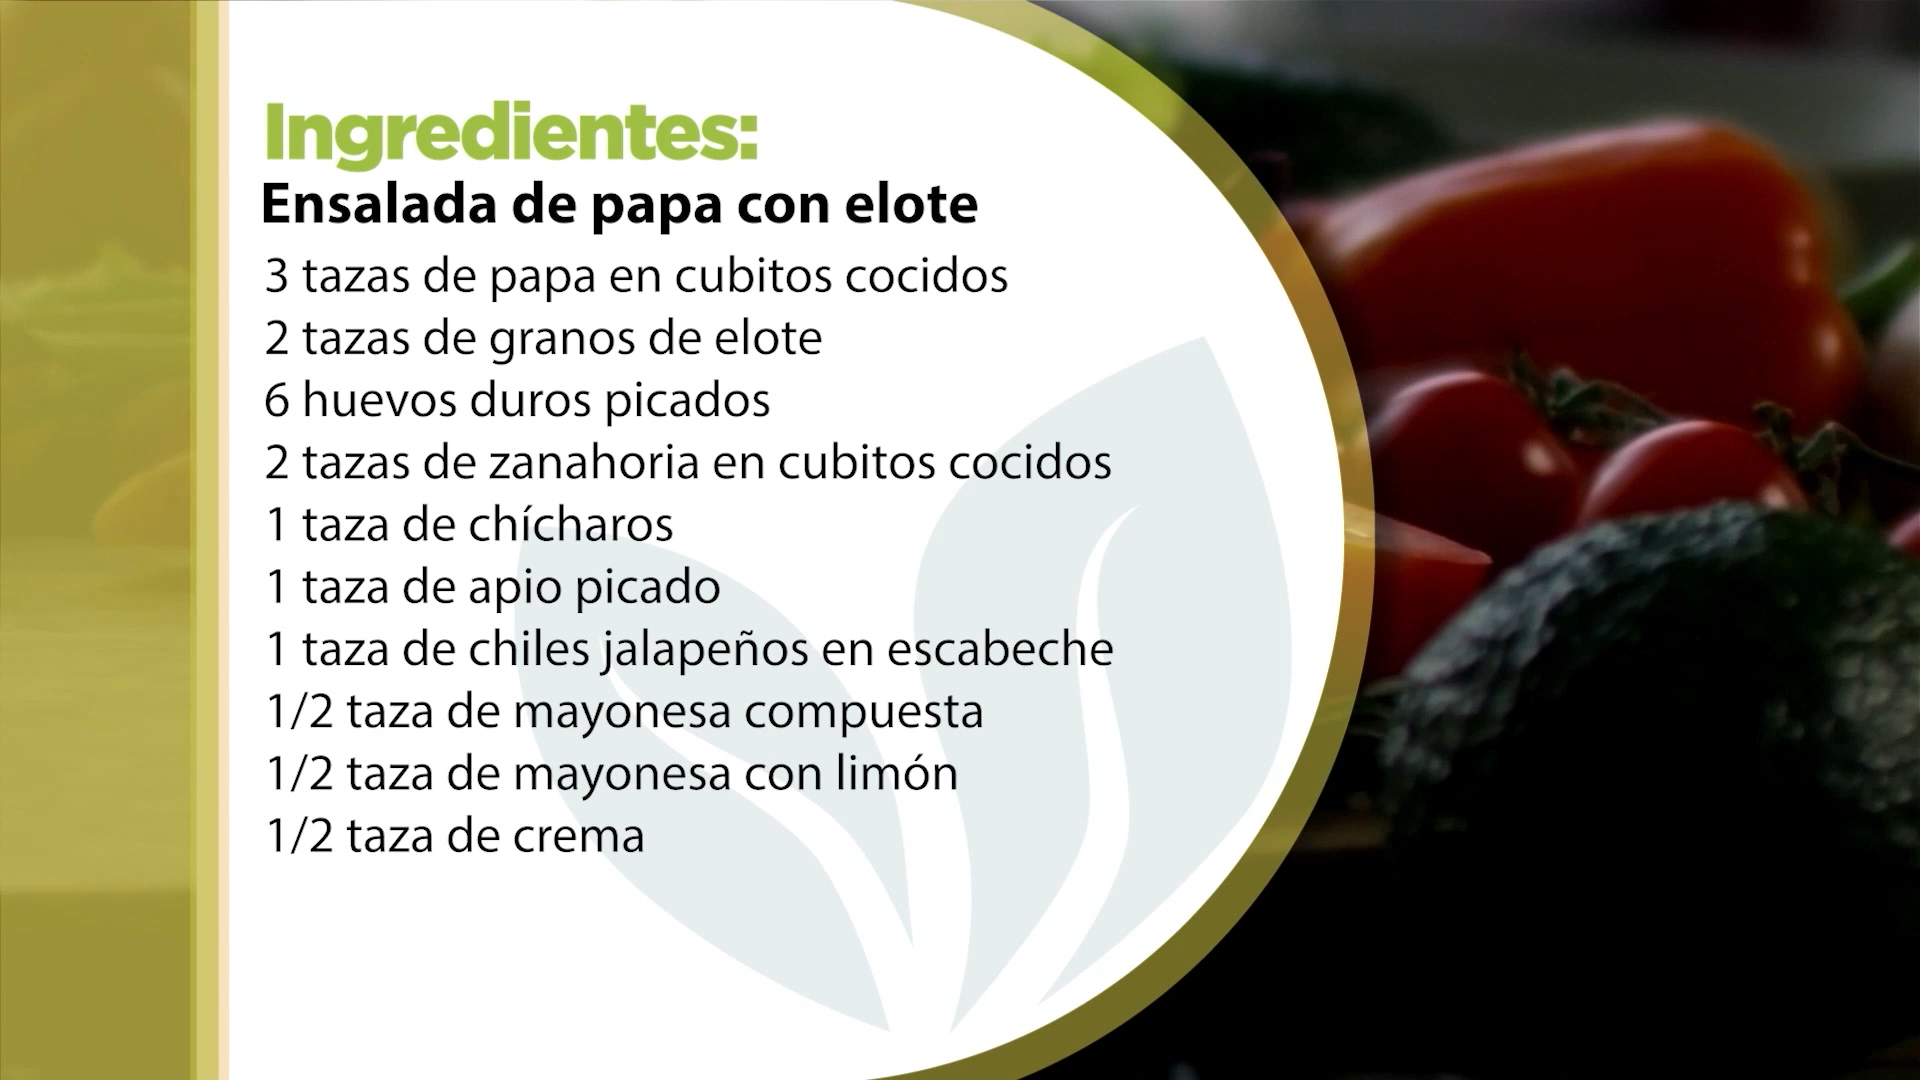 Ingredientes:
Ensalada de papa con elote
3 tazas de papa en cubitos cocidos
2 tazas de granos de elote
6 huevos duros picados
2 tazas de zanahoria en cubitos cocidos
1 taza de chícharos
1 taza de apio picado
1 taza de chiles jalapeños en escabeche
1/2 taza de mayonesa compuesta
1/2 taza de mayonesa con limón
1/2 taza de crema